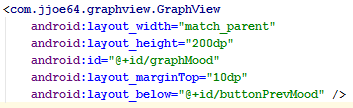 <com.jjoe64.graphview.GraphView
android:layout_width="match_parent"
android:layout_height="200dp"
android:id="@+id/graphMood"
android:layout_marginTop="10dp"
android:layout_below="@+id/buttonPrevMood" />